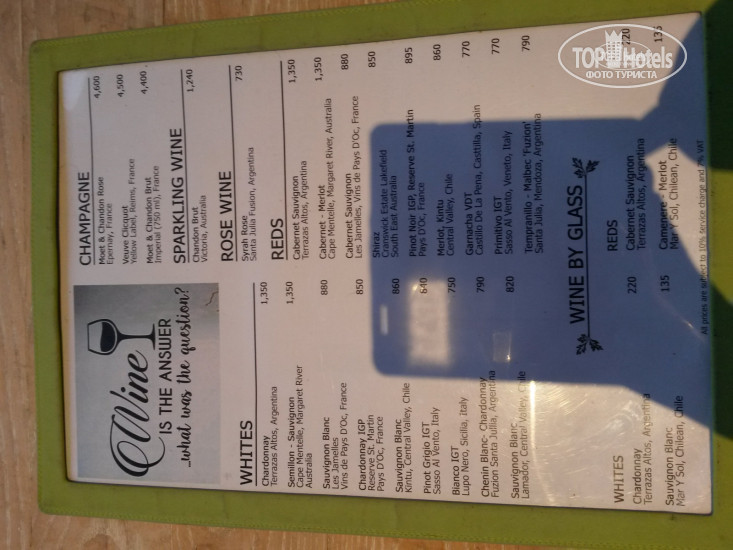 Wine
IS THE ANSWER
...what was the question?
WHITES
Chardonnay 1,350
Terrazas Altos, Argentina
Semillon - Sauvignon 1,350
Cape Mentelle, Margaret River
Australia
Sauvignon Blanc 880
Les Jamelles
Vins de Pays D'Oc, France
Chardonnay IGP 850
Reserve St. Martin
Pays D'Oc, France
Sauvignon Blanc 860
Kintu, Central Valley, Chile
Pinot Grigio IGT 640
Sasso Al Vento, Italy
Bianco IGT 750
Lupo Nero, Sicilia, Italy
Chenin Blanc- Chardonnay 790
Fuzion Santa Jullia, Argentina
Sauvignon Blanc 820
Lamador, Central Valley, Chile
CHAMPAGNE
Moet & Chandon Rose 4,600
Epernay, France
Veuve Clicquot 4,500
Yellow Label, Reims, France
Moet & Chandon Brut 4,400
Imperial (750 ml), France
SPARKLING WINE
Chandon Brut 1,240
Victoria, Australia
ROSE WINE
Syrah Rose 730
Santa Julia Fusion, Argentina
REDS
Cabernet Sauvignon 1,350
Terrazas Altos, Argentina
Cabernet - Merlot 1,350
Cape Mentelle, Margaret River, Australia
Cabernet Sauvignon 880
Les Jamelles, Vins de Pays D'Oc, France
Shiraz 850
Cranswick Estate Lakefield
South East Australia
Pinot Noir IGP, Reserve St. Martin 895
Pays D'Oc, France
Merlot, Kintu 860
Central Valley, Chile
Garnacha VDT 770
Castillo De La Pena, Castilla, Spain
Primitivo IGT 770
Sasso Al Vento, Veneto, Italy
Tempranillo - Malbec 'Fuzion' 790
Santa Julia, Mendoza, Argentina
WINE BY GLASS
WHITES
Chardonnay 220
Terrazas Altos, Argentina
Sauvignon Blanc 135
Mar Y Sol, Chilean, Chile
REDS
Cabernet Sauvignon 220
Terrazas Altos, Argentina
Camenere - Merlot 135
Mar Y Sol, Chilean, Chile
All prices are subject to 10% service charge and 7% VAT
TOP Hotels
ФОТО ТУРИСТА